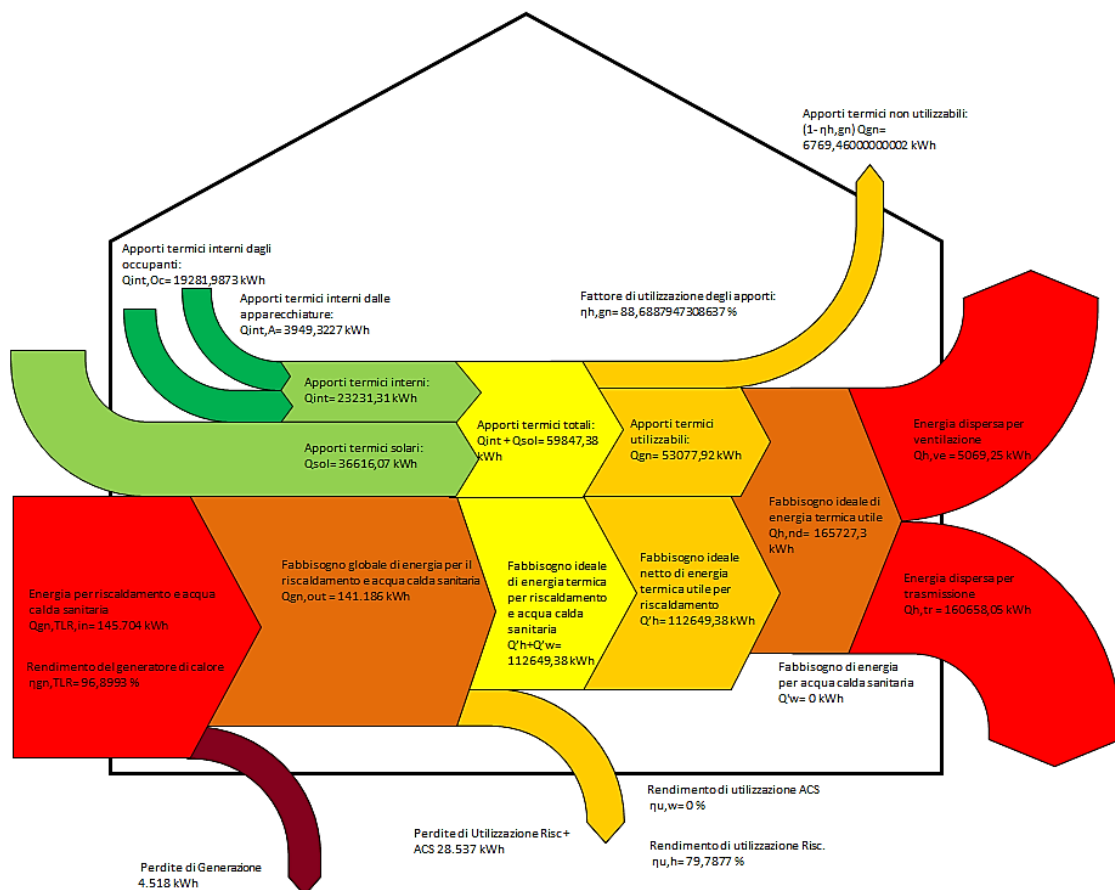 Apporti termici non utilizzabili:
(1- ηh,gn) Qgn=
6769,46000000002 kWh
Apporti termici interni dagli
occupanti:
Qint,Oc= 19281,9873 kWh
Apporti termici interni dalle
apparecchiature:
Qint,A= 3949,3227 kWh
Fattore di utilizzazione degli apporti:
ηh,gn= 88,6887947308637 %
Apporti termici interni:
Qint= 23231,31 kWh
Apporti termici solari:
Qsol= 36616,07 kWh
Apporti termici totali:
Qint + Qsol= 59847,38
kWh
Apporti termici
utilizzabili:
Qgn= 53077,92 kWh
Energia dispersa per
ventilazione
Qh,ve= 5069,25 kWh
Fabbisogno ideale di
energia termica utile
Qh,nd= 165727,3
kWh
Energia per riscaldamento e acqua
calda sanitaria
Qgn,TLR,in= 145.704 kWh
Rendimento del generatore di calore
ηgn,TLR= 96,8993 %
Fabbisogno globale di energia per il
riscaldamento e acqua calda sanitaria
Qgn,out = 141.186 kWh
Fabbisogno ideale
di energia termica
per riscaldamento
e acqua calda
sanitaria
Q'h+Q'w=
112649,38 kWh
Fabbisogno ideale
netto di energia
termica utile per
riscaldamento
Q'h= 112649,38 kWh
Energia dispersa per
trasmissione
Qh,tr= 160658,05 kWh
Fabbisogno di energia
per acqua calda sanitaria
Q'w= 0 kWh
Rendimento di utilizzazione ACS
ηu,w= 0 %
Perdite di Utilizzazione Risc +
ACS 28.537 kWh
Rendimento di utilizzazione Risc.
ηu,h= 79,7877 %
Perdite di Generazione
4.518 kWh